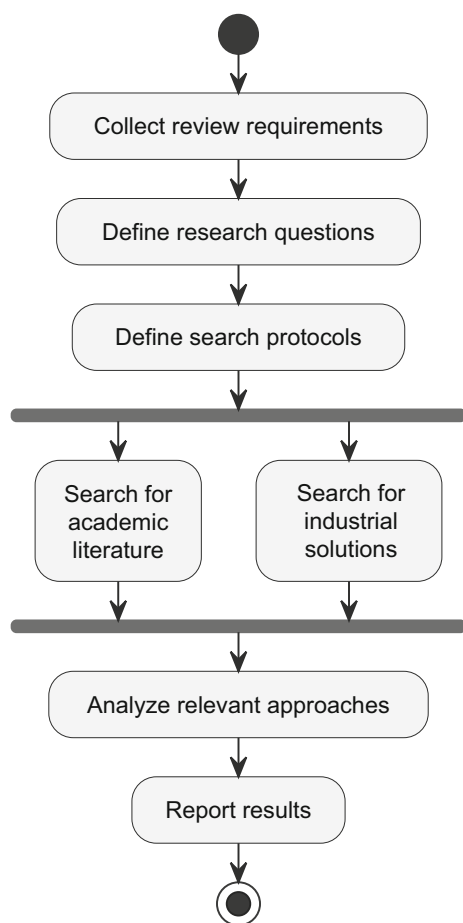 Collect review requirements
Define research questions
Define search protocols
Search for
academic
literature
Search for
industrial
solutions
Analyze relevant approaches
Report results